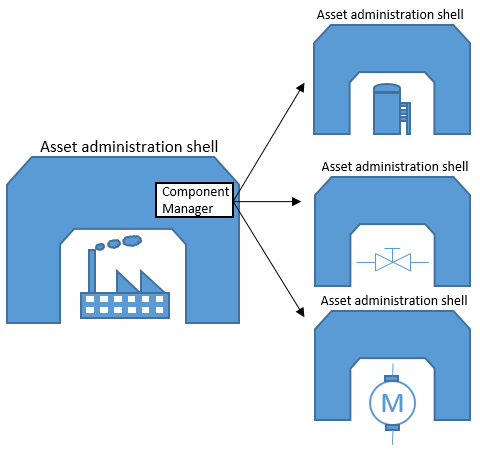 Asset administration shell
Asset administration shell
Component
Manager
Asset administration shell
Asset administration shell
M